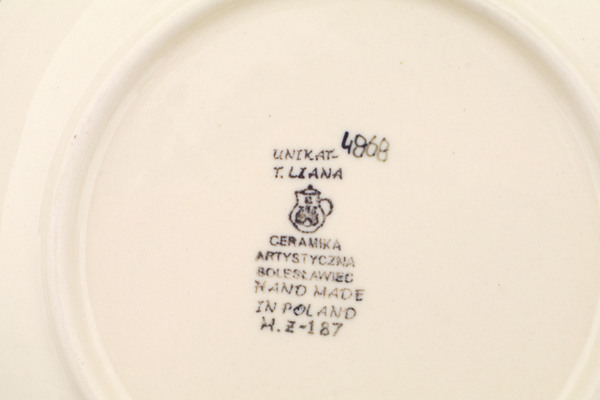 UNIKAT- 4868
T. LIANA
CERAMIKA
ARTYSTYCZNA
BOLESŁAWIEC
HAND MADE
IN POLAND
H.Z-187